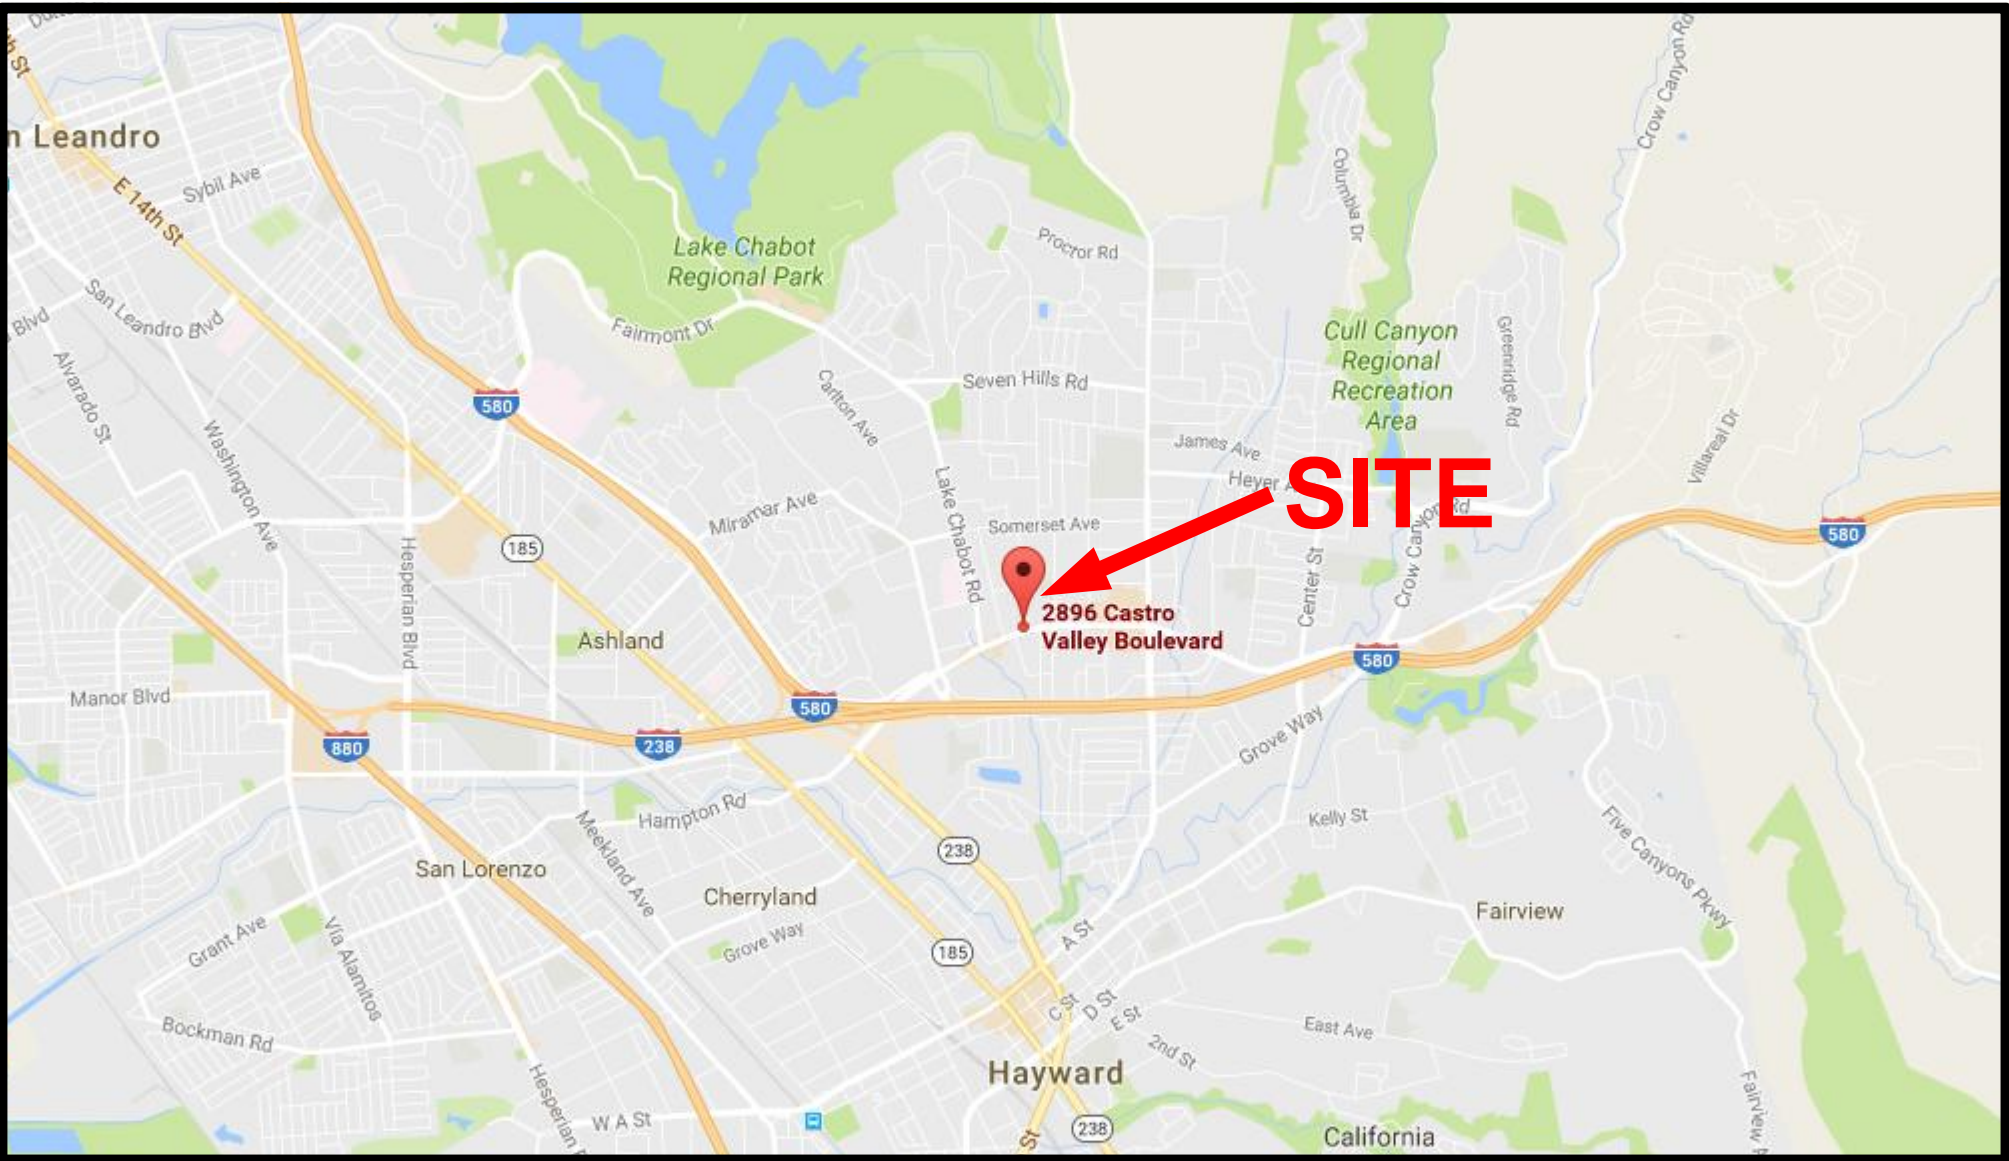 n Leandro
Sybil Ave
E 14th St
San Leandro Blvd
Blvd
Alvarado St
Washington Ave
Lake Chabot
Regional Park
Fairmont Dr
Proctor Rd
Columbia Dr
Crow Canyon Rd
Cull Canyon
Regional
Recreation
Area
Greenridge Rd
Villareal Dr
580
Carlton Ave
Seven Hills Rd
James Ave
Heyer
SITE
Miramar Ave
Lake Chabot Rd
Somerset Ave
Center St
Crow Canyon Rd
580
185
Hesperian Blvd
2896 Castro
Valley Boulevard
Ashland
580
580
Manor Blvd
880
238
Grove Way
Hampton Rd
Meekland Ave
Kelly St
Five Canyons Pkwy
238
San Lorenzo
Cherryland
Fairview
Grant Ave
Via Alamitos
Grove Way
185
A St
C St
D St
E St
2nd St
East Ave
Bockman Rd
Hayward
Hesperian
W A St
St
238
California
Fairview